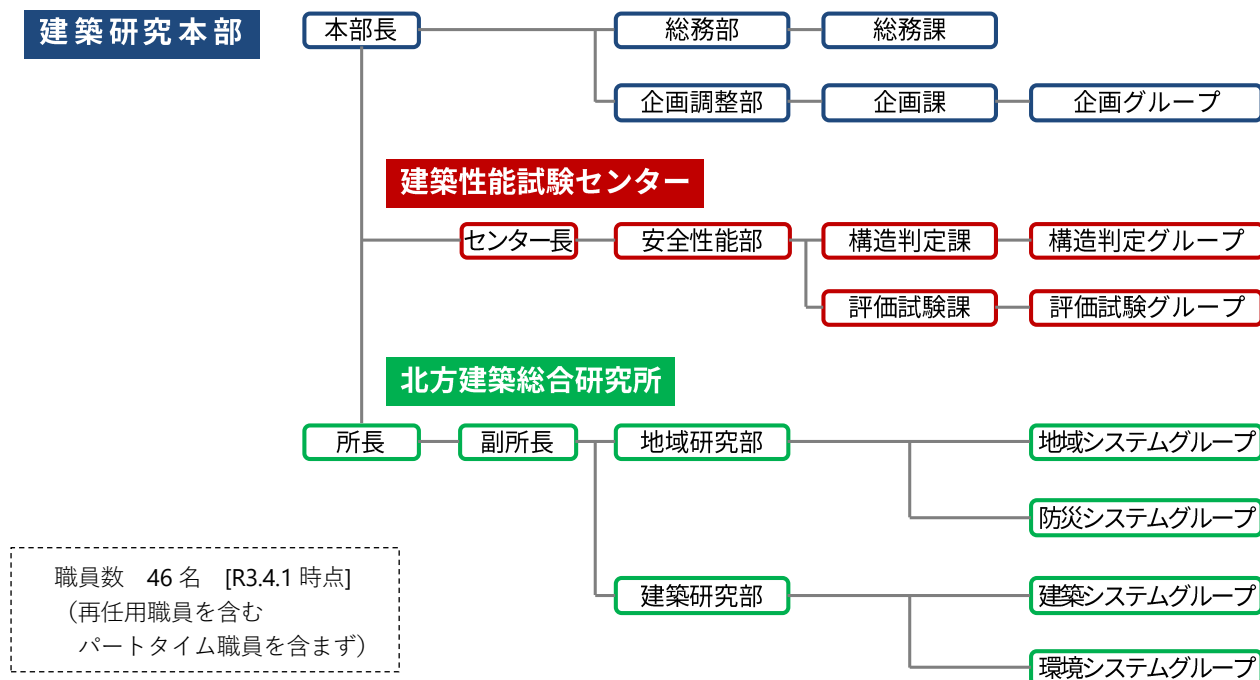 建築研究本部
本部長
総務部
総務課
企画調整部
企画課
企画グループ
建築性能試験センター
センター長
安全性能部
構造判定課
構造判定グループ
評価試験課
評価試験グループ
北方建築総合研究所
所長
副所長
地域研究部
地域システムグループ
防災システムグループ
建築研究部
建築システムグループ
環境システムグループ
職員数　46 名　[R3.4.1 時点]
（再任用職員を含む
パートタイム職員を含まず）